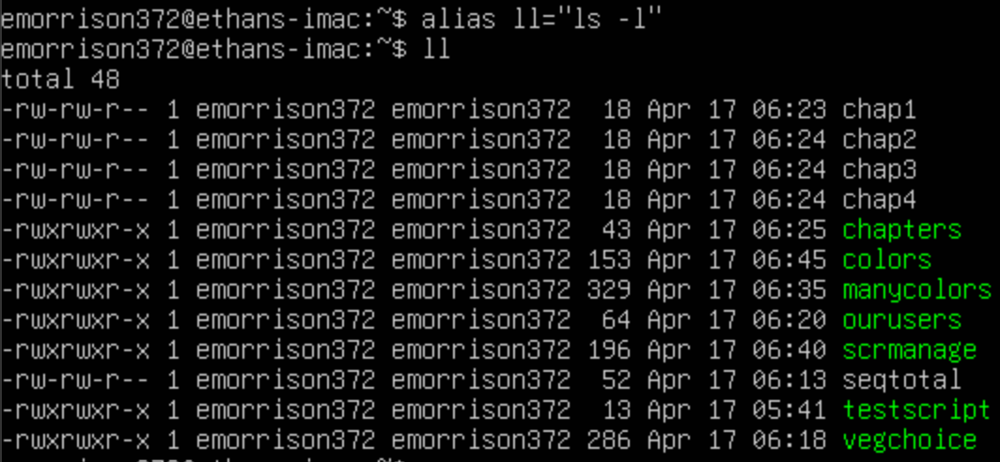 emorrison372@ethans-imac:~$ alias ll="ls -l"
emorrison372@ethans-imac:~$ ll
total 48
-rw-rw-r-- 1 emorrison372 emorrison372  18 Apr 17 06:23 chap1
-rw-rw-r-- 1 emorrison372 emorrison372  18 Apr 17 06:24 chap2
-rw-rw-r-- 1 emorrison372 emorrison372  18 Apr 17 06:24 chap3
-rw-rw-r-- 1 emorrison372 emorrison372  18 Apr 17 06:24 chap4
-rwxrwxr-x 1 emorrison372 emorrison372  43 Apr 17 06:25 chapters
-rwxrwxr-x 1 emorrison372 emorrison372 153 Apr 17 06:45 colors
-rwxrwxr-x 1 emorrison372 emorrison372 329 Apr 17 06:35 manycolors
-rwxrwxr-x 1 emorrison372 emorrison372  64 Apr 17 06:20 ourusers
-rwxrwxr-x 1 emorrison372 emorrison372 196 Apr 17 06:40 scrmanage
-rw-rw-r-- 1 emorrison372 emorrison372  52 Apr 17 06:13 seqtotal
-rwxrwxr-x 1 emorrison372 emorrison372  13 Apr 17 05:41 testscript
-rwxrwxr-x 1 emorrison372 emorrison372 286 Apr 17 06:18 vegchoice